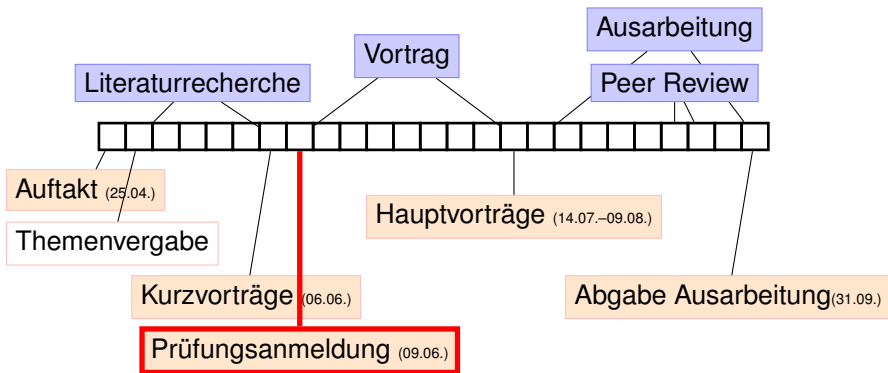 Ausarbeitung
Vortrag
Literaturrecherche
Peer Review
Auftakt (25.04.)
Hauptvorträge (14.07.–09.08.)
Themenvergabe
Kurzvorträge (06.06.)
Abgabe Ausarbeitung(31.09.)
Prüfungsanmeldung (09.06.)